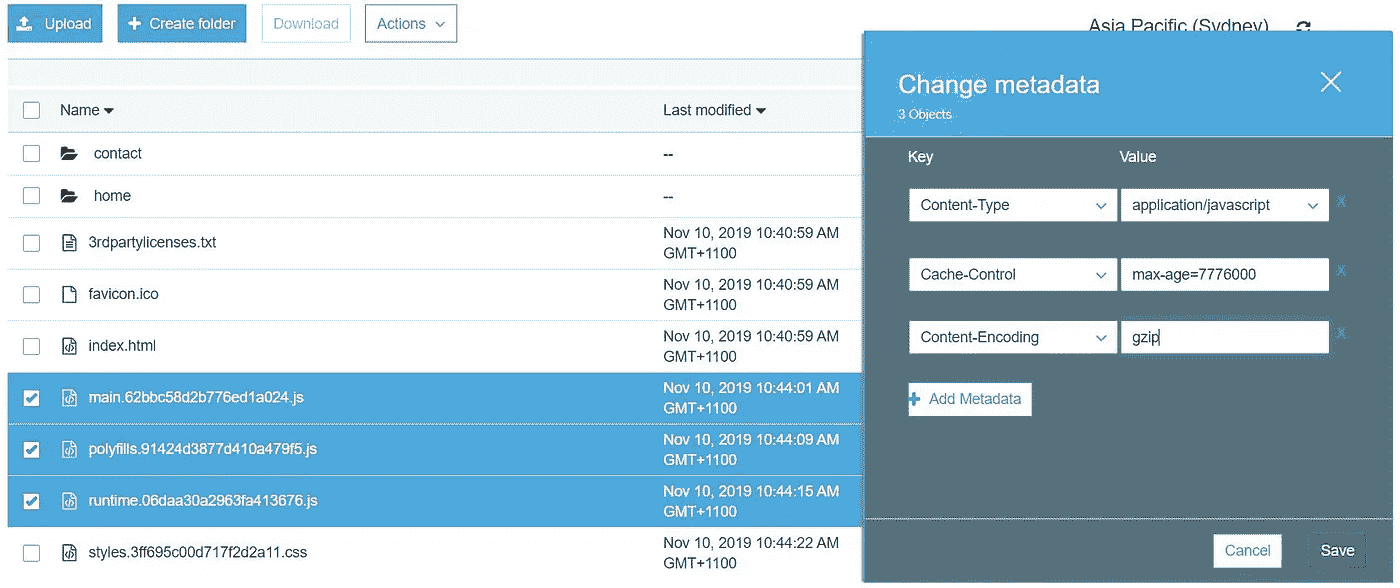 Upload
Create folder
Download
Actions
Asia Pacific (Sydney)
Name
Last modified
contact
--
home
--
3rdpartylicenses.txt
Nov 10, 2019 10:40:59 AM
GMT+1100
favicon.ico
Nov 10, 2019 10:40:59 AM
GMT+1100
index.html
Nov 10, 2019 10:40:59 AM
GMT+1100
main.62bbc58d2b776ed1a024.js
Nov 10, 2019 10:44:01 AM
GMT+1100
polyfills.91424d3877d410a479f5.js
Nov 10, 2019 10:44:09 AM
GMT+1100
runtime.06daa30a2963fa413676.js
Nov 10, 2019 10:44:15 AM
GMT+1100
styles.3ff695c00d717f2d2a11.css
Nov 10, 2019 10:44:22 AM
GMT+1100
Change metadata
3 Objects
Key Value
Content-Type application/javascript x
Cache-Control max-age=7776000 x
Content-Encoding gzip x
Add Metadata
Cancel Save